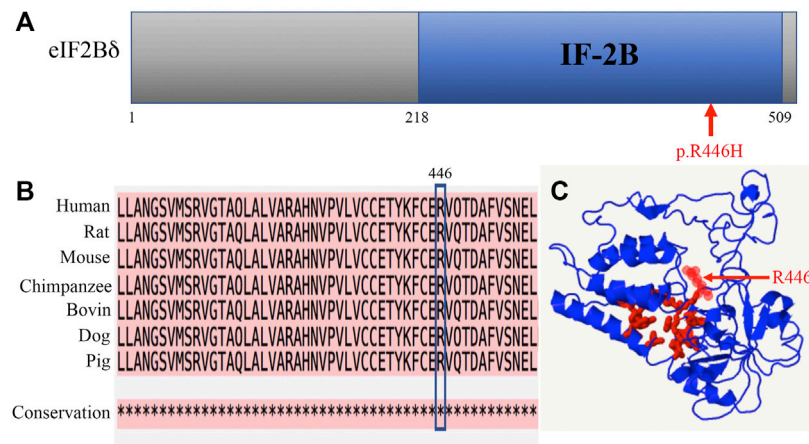 A
eIF2Bδ
IF-2B
1
218
509
p.R446H
B
446
Human LLANGSVMSRVGTAQLALVARAHNVPVLVCCETYKFCERVQTDAFVSNEL
Rat LLANGSVMSRVGTAQLALVARAHNVPVLVCCETYKFCERVQTDAFVSNEL
Mouse LLANGSVMSRVGTAQLALVARAHNVPVLVCCETYKFCERVQTDAFVSNEL
Chimpanzee LLANGSVMSRVGTAQLALVARAHNVPVLVCCETYKFCERVQTDAFVSNEL
Bovin LLANGSVMSRVGTAQLALVARAHNVPVLVCCETYKFCERVQTDAFVSNEL
Dog LLANGSVMSRVGTAQLALVARAHNVPVLVCCETYKFCERVQTDAFVSNEL
Pig LLANGSVMSRVGTAQLALVARAHNVPVLVCCETYKFCERVQTDAFVSNEL
Conservation **************************************************
C
R446